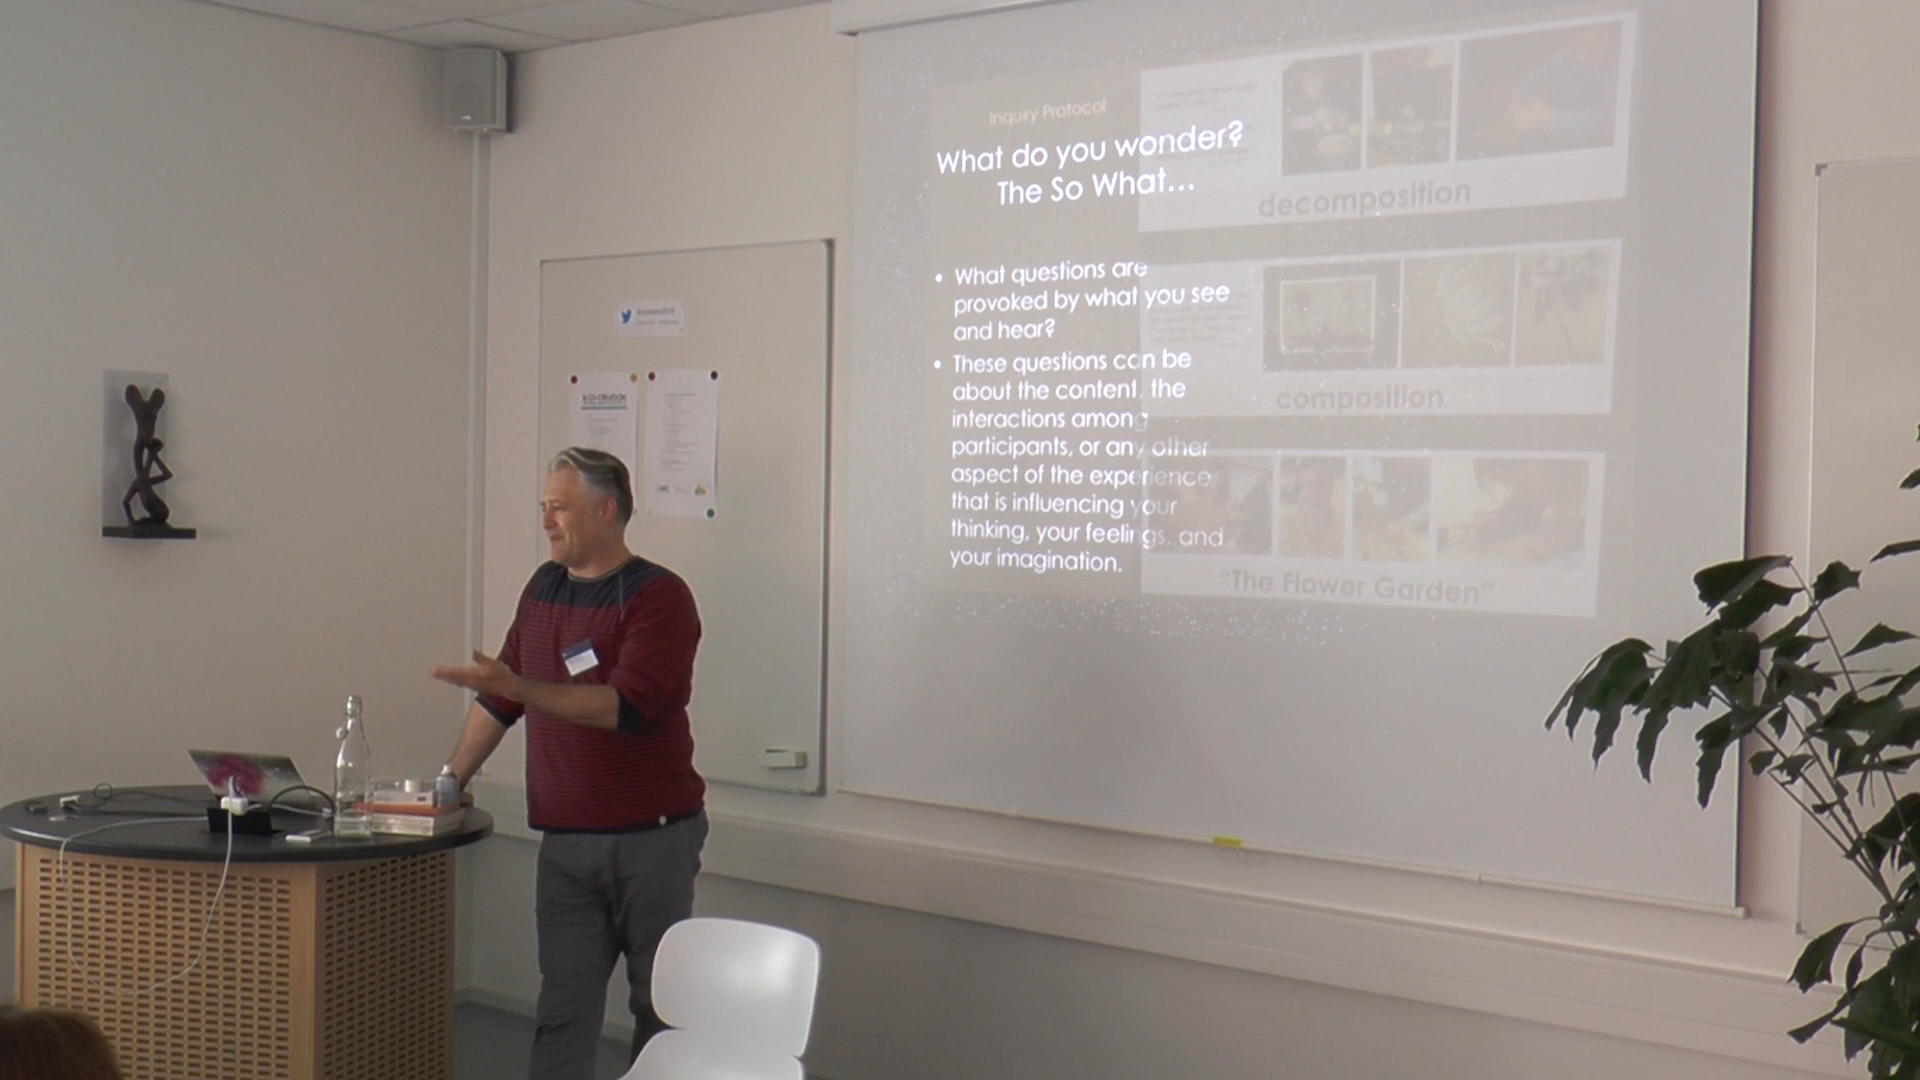 Inquiry Protocol
What do you wonder?
The So What...
• What questions are
provoked by what you see
and hear?
• These questions can be
about the content, the
interactions among
participants, or any other
aspect of the experience
that is influencing your
thinking, your feelings, and
your imagination.
decomposition
composition
"The Flower Garden"
CO-CREATION